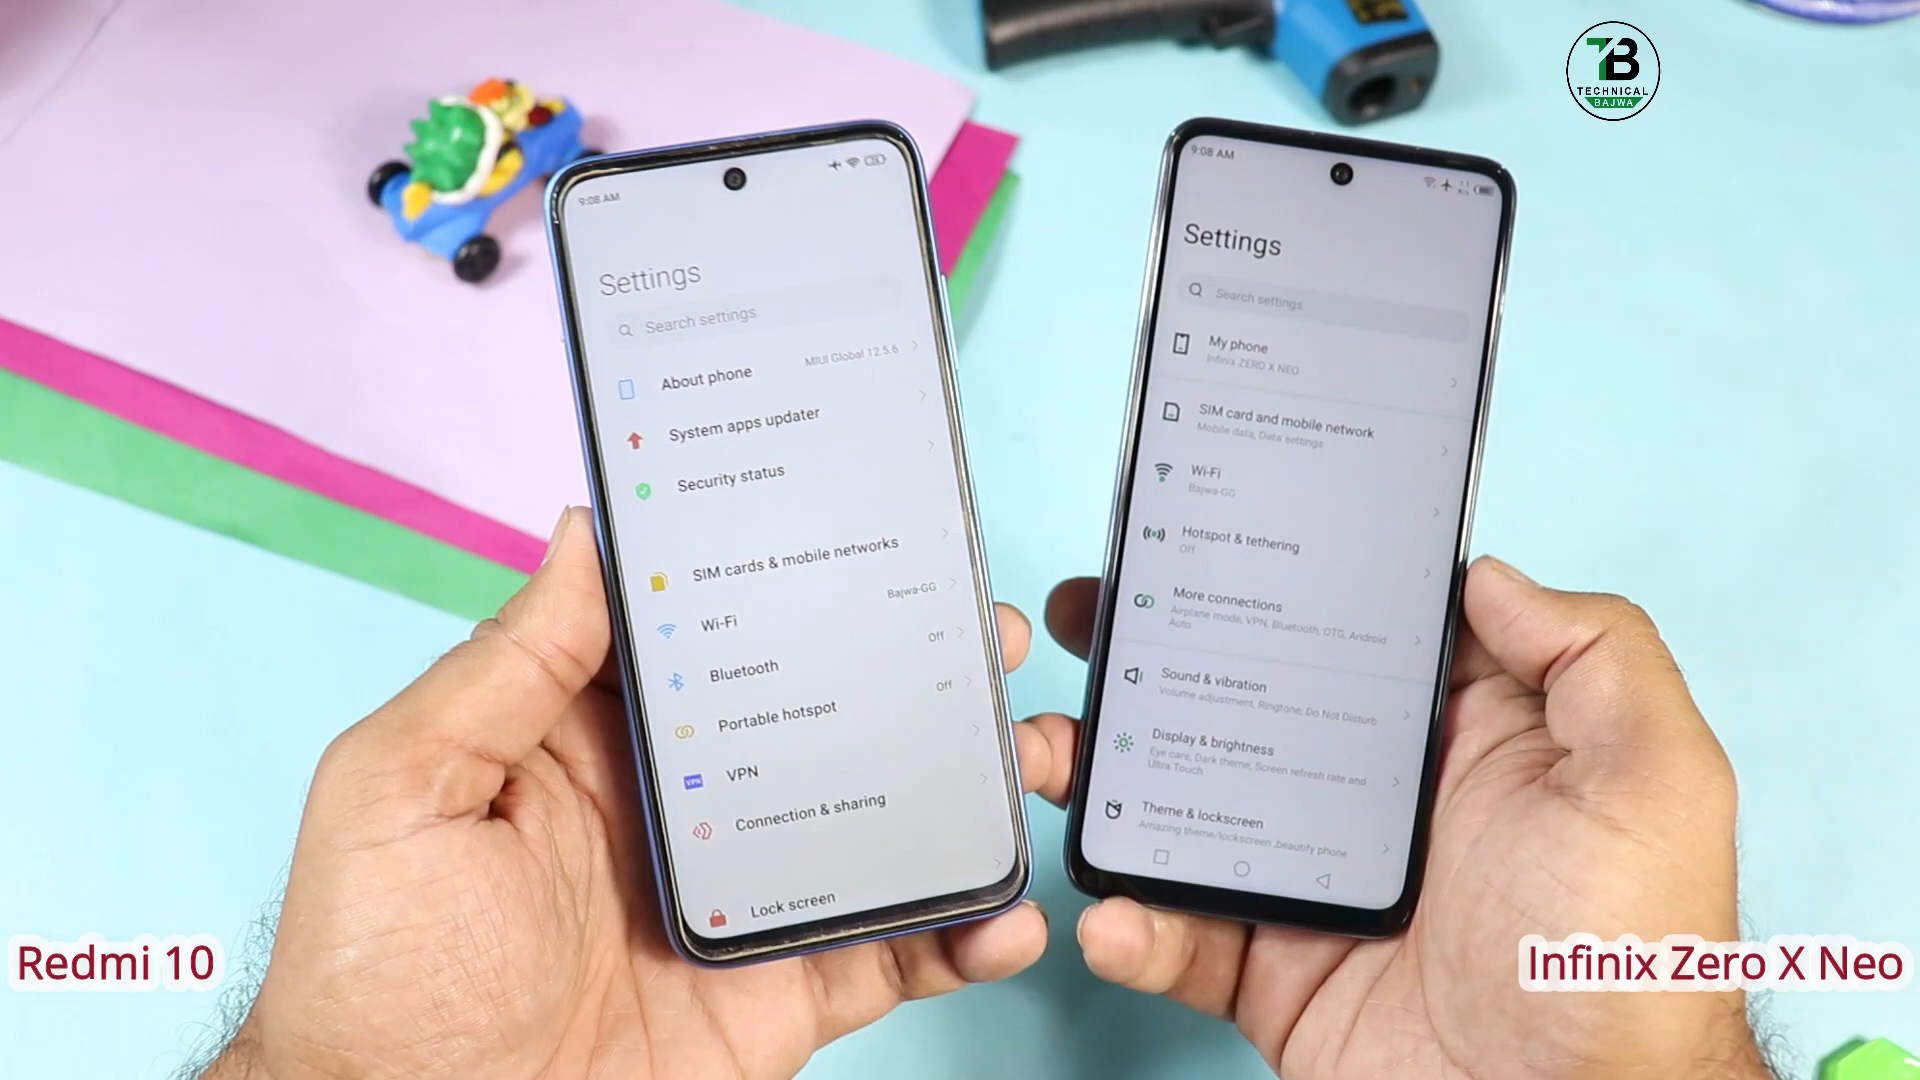 TB
TECHNICAL
BAJWA
9:08 AM
Settings
Search settings
About phone
MIUI Global 12.5.6
System apps updater
Security status
SIM cards & mobile networks
Wi-Fi
Bajwa-GG
Bluetooth
Off
Portable hotspot
Off
VPN
VPN
Connection & sharing
Lock screen
9:08 AM
Settings
Search settings
My phone
Infinix ZERO X NEO
SIM card and mobile network
Mobile data, Data settings
Wi-Fi
Bajwa-GG
Hotspot & tethering
Off
More connections
Airplane mode, VPN, Bluetooth, OTG, Android
Auto
Sound & vibration
Volume adjustment, Ringtone, Do Not Disturb
Display & brightness
Eye care, Dark theme, Screen refresh rate and
Ultra Touch
Theme & lockscreen
Amazing theme/lockscreen ,beautify phone
Redmi 10
Infinix Zero X Neo